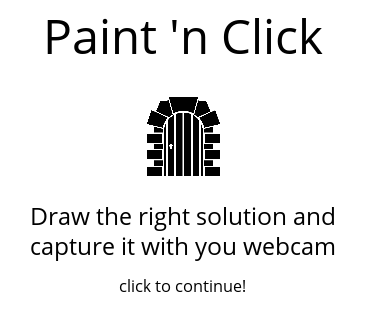 Paint 'n Click
Draw the right solution and
capture it with you webcam
click to continue!